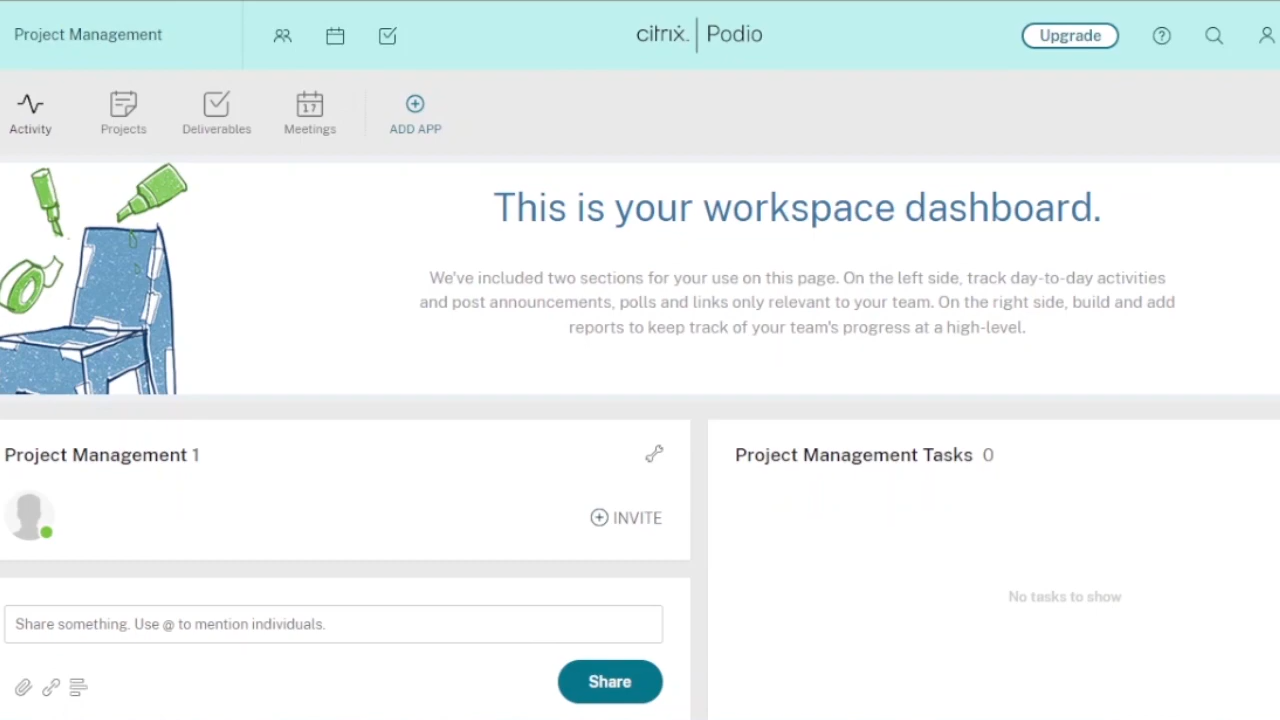 Project Management
citrix. Podio
Upgrade
Activity
Projects
Deliverables
17
Meetings
ADD APP
This is your workspace dashboard.
We've included two sections for your use on this page. On the left side, track day-to-day activities
and post announcements, polls and links only relevant to your team. On the right side, build and add
reports to keep track of your team's progress at a high-level.
Project Management 1
INVITE
Share something. Use @ to mention individuals.
Share
Project Management Tasks 0
No tasks to show